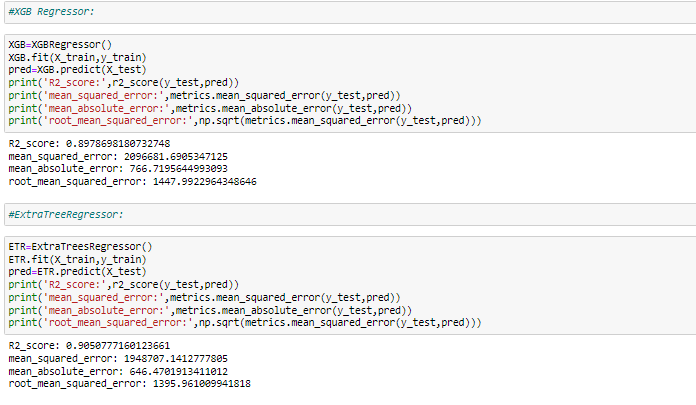 #XGB Regressor:
XGB=XGBRegressor()
XGB.fit(X_train,y_train)
pred=XGB.predict(X_test)
print('R2_score:',r2_score(y_test,pred))
print('mean_squared_error:',metrics.mean_squared_error(y_test,pred))
print('mean_absolute_error:',metrics.mean_absolute_error(y_test,pred))
print('root_mean_squared_error:',np.sqrt(metrics.mean_squared_error(y_test,pred)))
R2_score: 0.8978698180732748
mean_squared_error: 2096681.6905347125
mean_absolute_error: 766.7195644993093
root_mean_squared_error: 1447.9922964348646
#ExtraTreeRegressor:
ETR=ExtraTreesRegressor()
ETR.fit(X_train,y_train)
pred=ETR.predict(X_test)
print('R2_score:',r2_score(y_test,pred))
print('mean_squared_error:',metrics.mean_squared_error(y_test,pred))
print('mean_absolute_error:',metrics.mean_absolute_error(y_test,pred))
print('root_mean_squared_error:',np.sqrt(metrics.mean_squared_error(y_test,pred)))
R2_score: 0.9050777160123661
mean_squared_error: 1948707.1412777805
mean_absolute_error: 646.4701913411012
root_mean_squared_error: 1395.961009941818